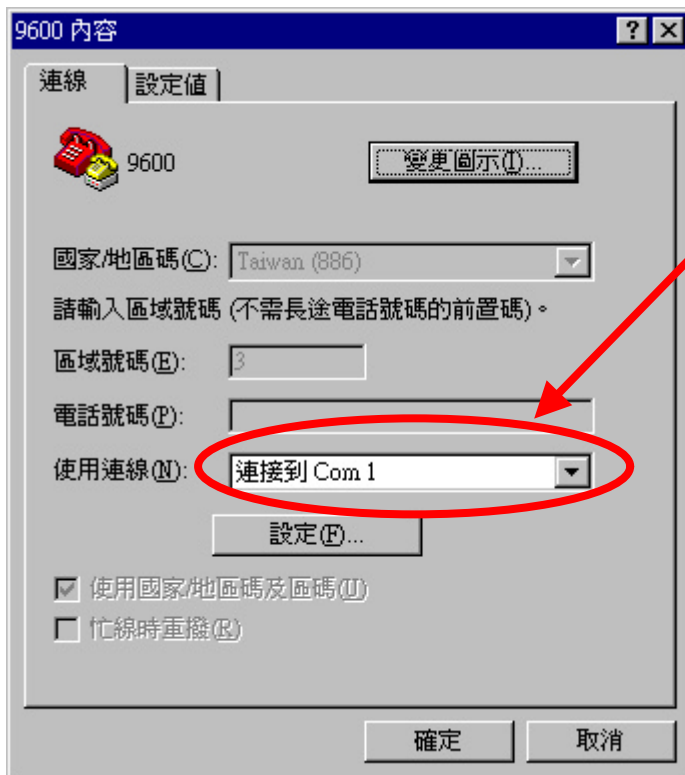 9600 內容
連線 設定值
9600 變更圖示(I)...
國家/地區碼(C): Taiwan (886)
請輸入區域號碼 (不需長途電話號碼的前置碼)。
區域號碼(E): 3
電話號碼(P):
使用連線(N): 連接到 Com 1
設定(F)...
使用國家/地區碼及區碼(U)
忙線時重撥(R)
確定 取消